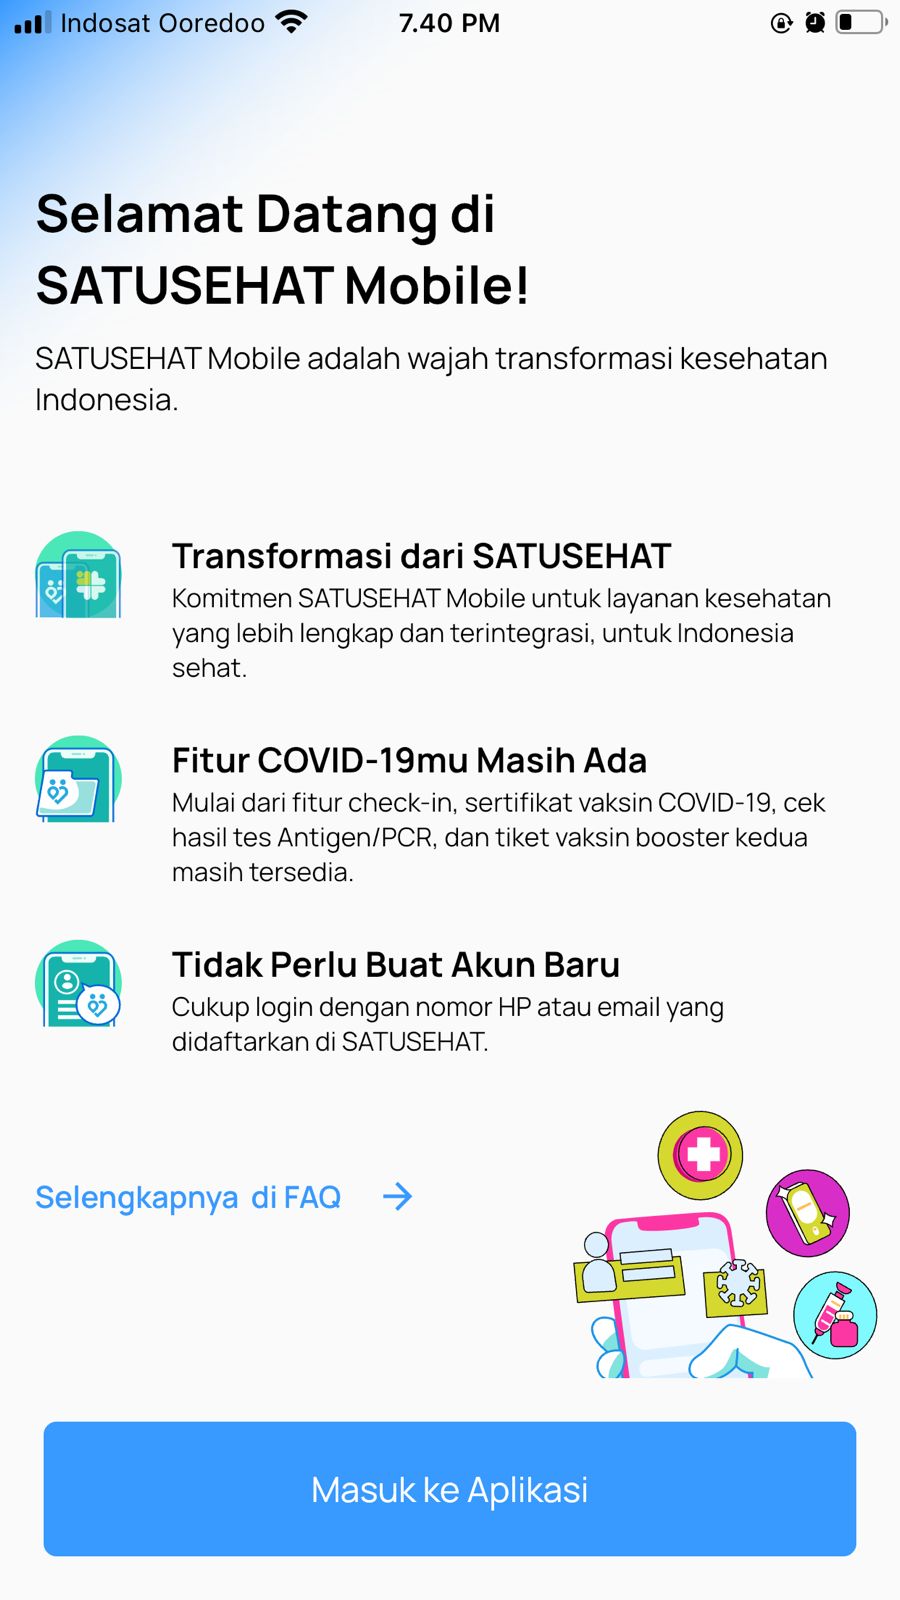 Indosat Ooredoo 7.40 PM
Selamat Datang di
SATUSEHAT Mobile!
SATUSEHAT Mobile adalah wajah transformasi kesehatan
Indonesia.
Transformasi dari SATUSEHAT
Komitmen SATUSEHAT Mobile untuk layanan kesehatan
yang lebih lengkap dan terintegrasi, untuk Indonesia
sehat.
Fitur COVID-19mu Masih Ada
Mulai dari fitur check-in, sertifikat vaksin COVID-19, cek
hasil tes Antigen/PCR, dan tiket vaksin booster kedua
masih tersedia.
Tidak Perlu Buat Akun Baru
Cukup login dengan nomor HP atau email yang
didaftarkan di SATUSEHAT.
Selengkapnya di FAQ
Masuk ke Aplikasi